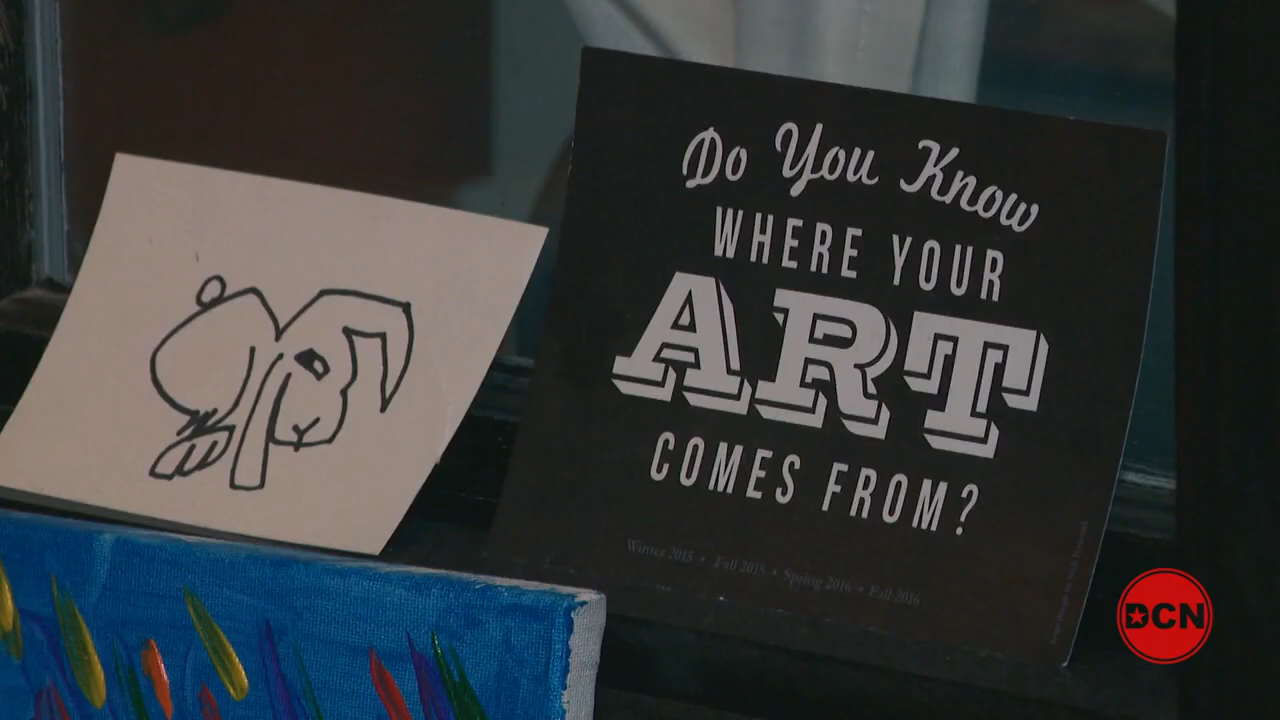 Do You Know
WHERE YOUR
ART
COMES FROM?
Winter 2015 • Fall 2015 • Spring 2016 • Fall 2016
DCN